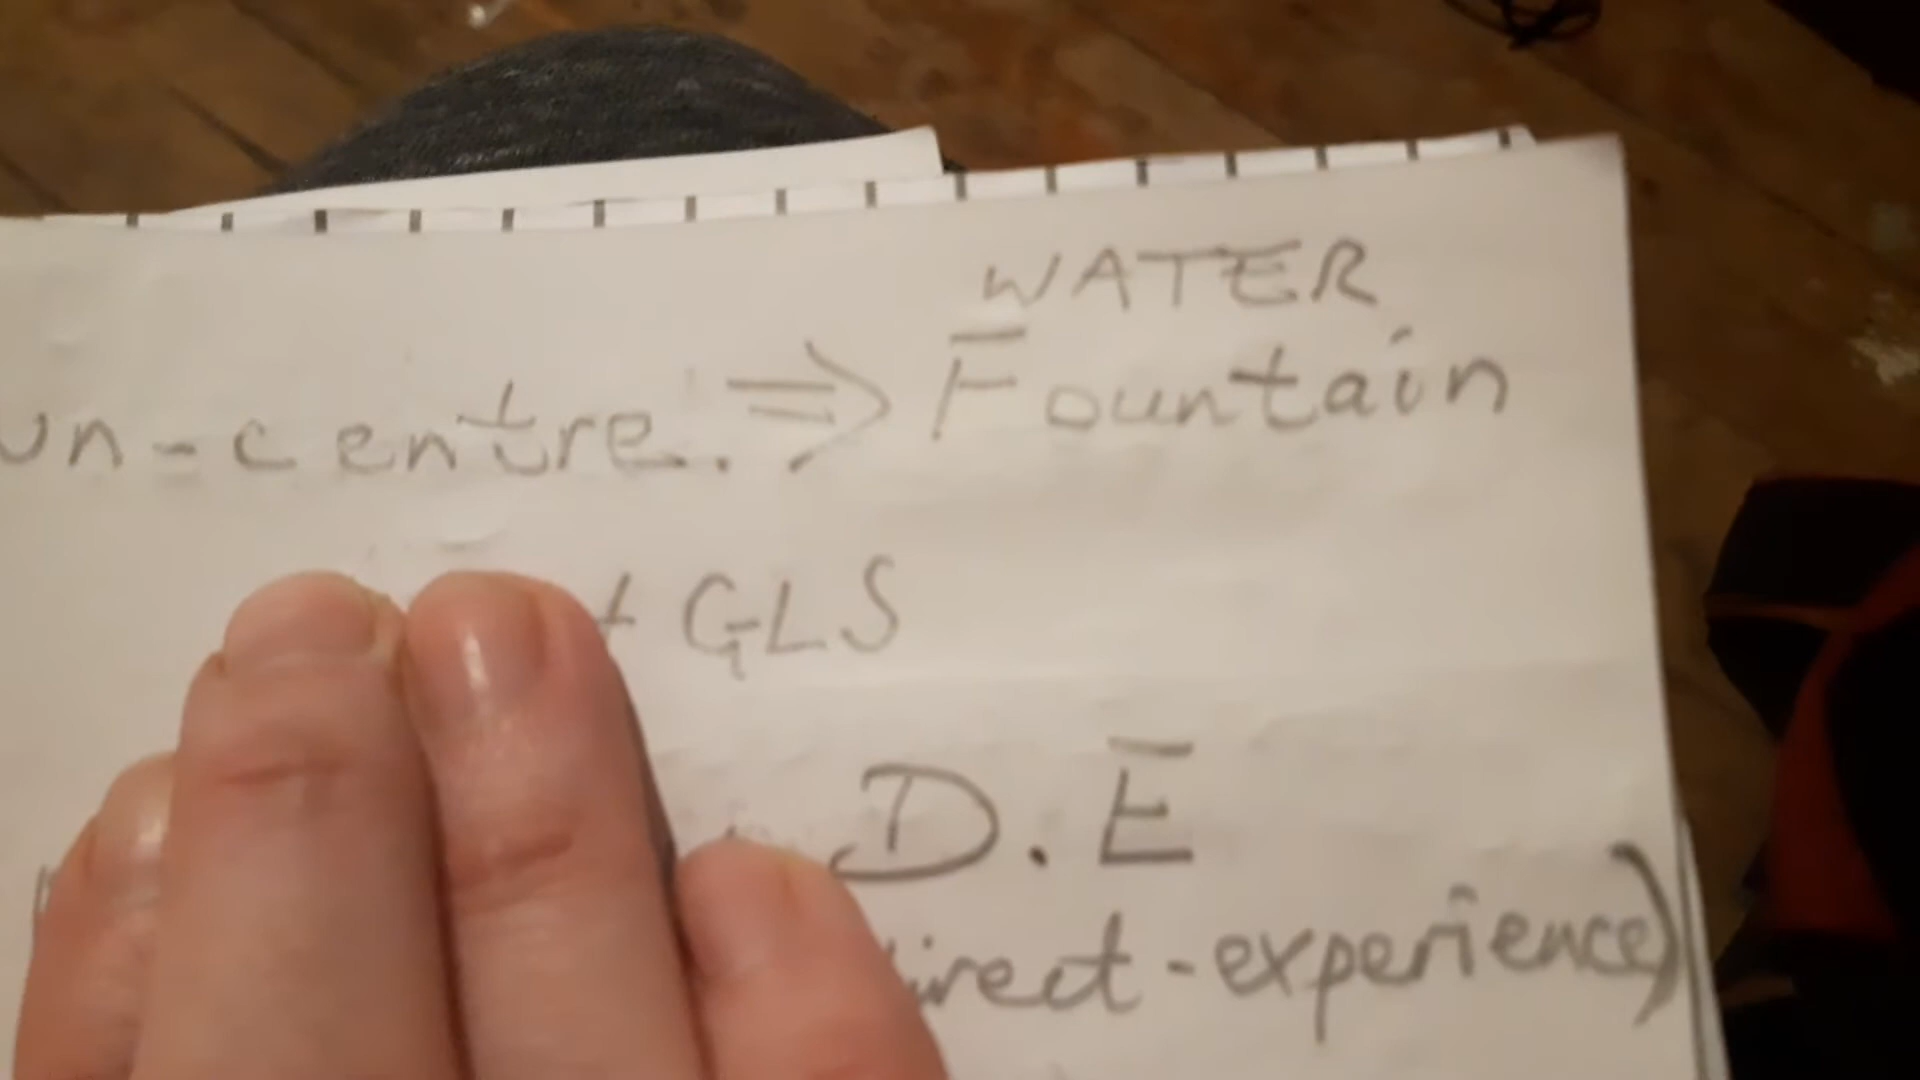 WATER
un-centre. ⇒ Fountain
+ GLS
D.E
irect-experience)